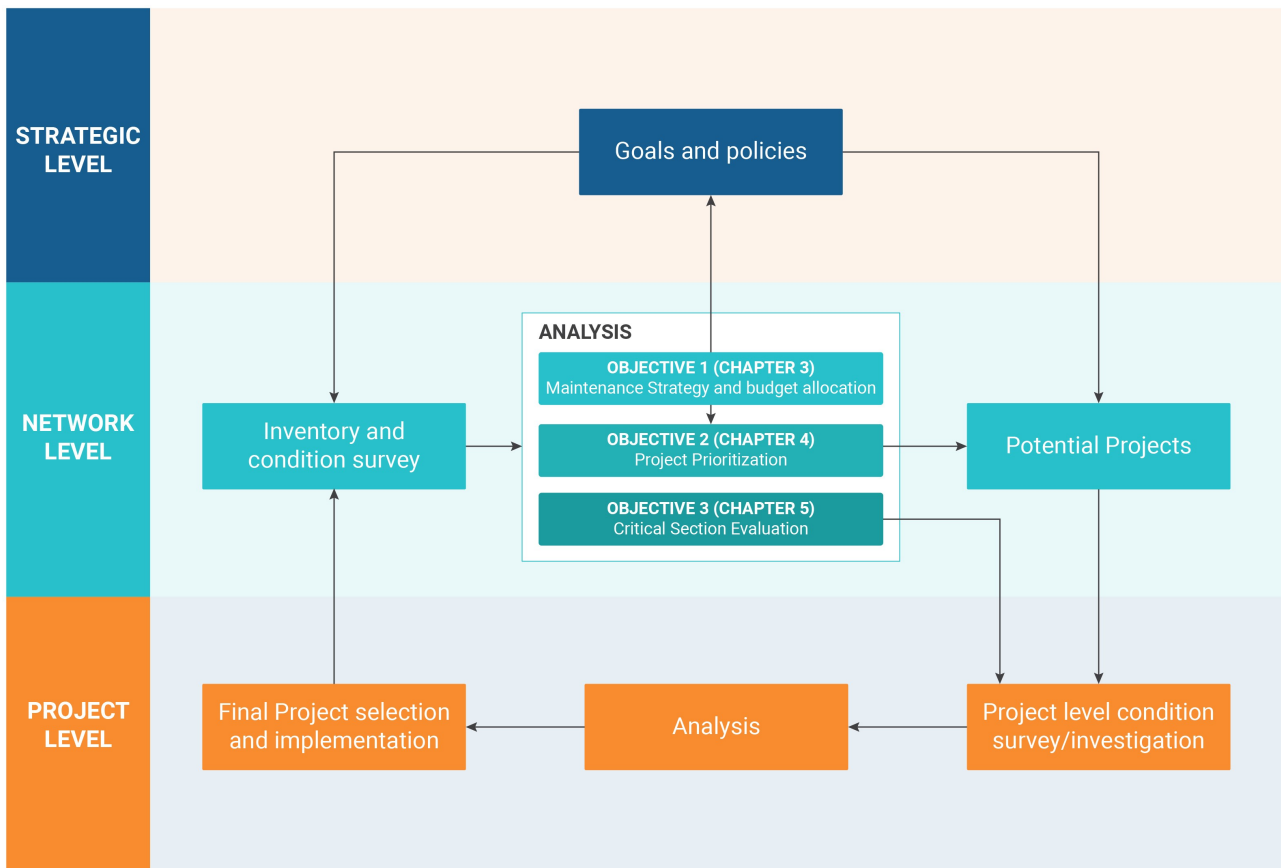 STRATEGIC
LEVEL
Goals and policies
NETWORK
LEVEL
Inventory and
condition survey
ANALYSIS
OBJECTIVE 1 (CHAPTER 3)
Maintenance Strategy and budget allocation
OBJECTIVE 2 (CHAPTER 4)
Project Prioritization
OBJECTIVE 3 (CHAPTER 5)
Critical Section Evaluation
Potential Projects
PROJECT
LEVEL
Final Project selection
and implementation
Analysis
Project level condition
survey/investigation